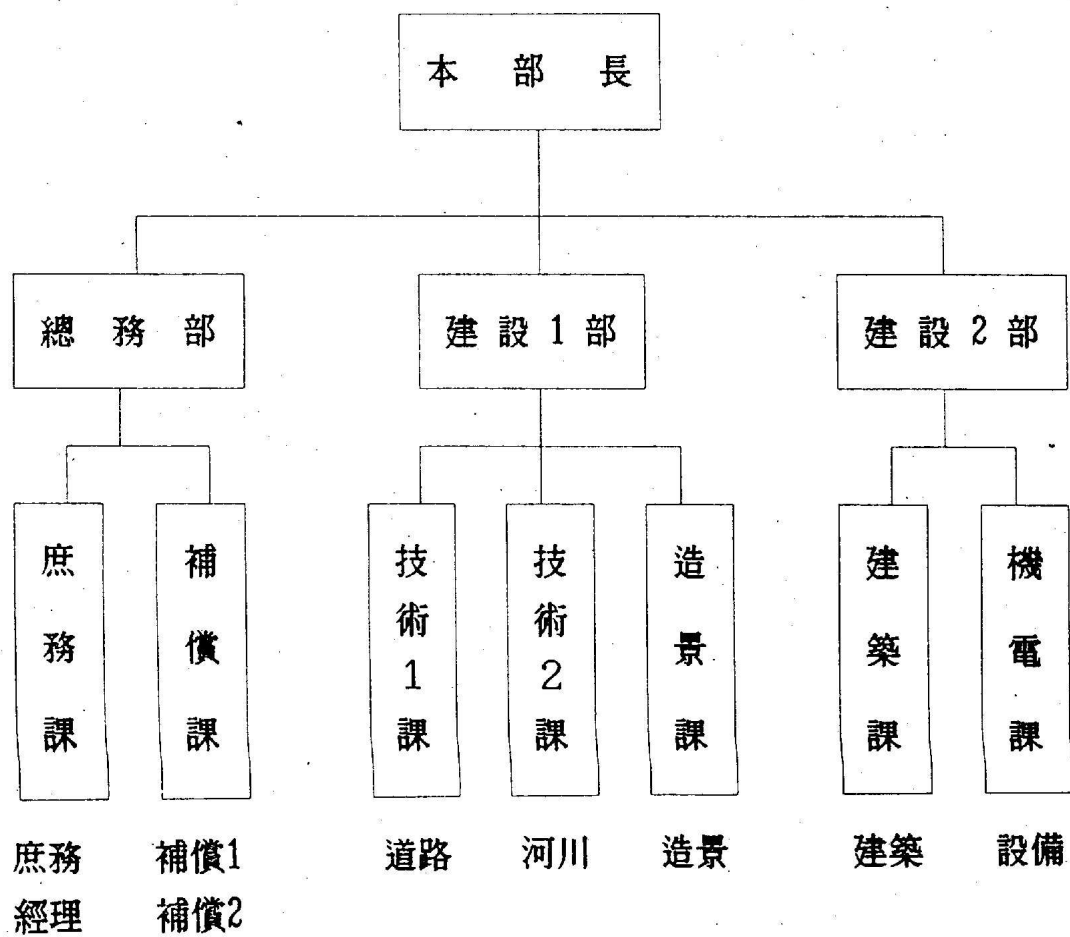 本部長
總務部 建設1部 建設2部
庶務課 補償課 技術1課 技術2課 造景課 建築課 機電課
庶務 補償1 道路 河川 造景 建築 設備
經理 補償2